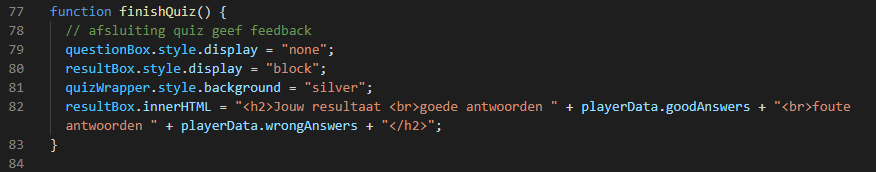 77 function finishQuiz() {
78 // afsluiting quiz geef feedback
79 questionBox.style.display = "none";
80 resultBox.style.display = "block";
81 quizWrapper.style.background = "silver";
82 resultBox.innerHTML = "<h2>Jouw resultaat <br>goede antwoorden " + playerData.goodAnswers + "<br>foute
antwoorden " + playerData.wrongAnswers + "</h2>";
83 }
84